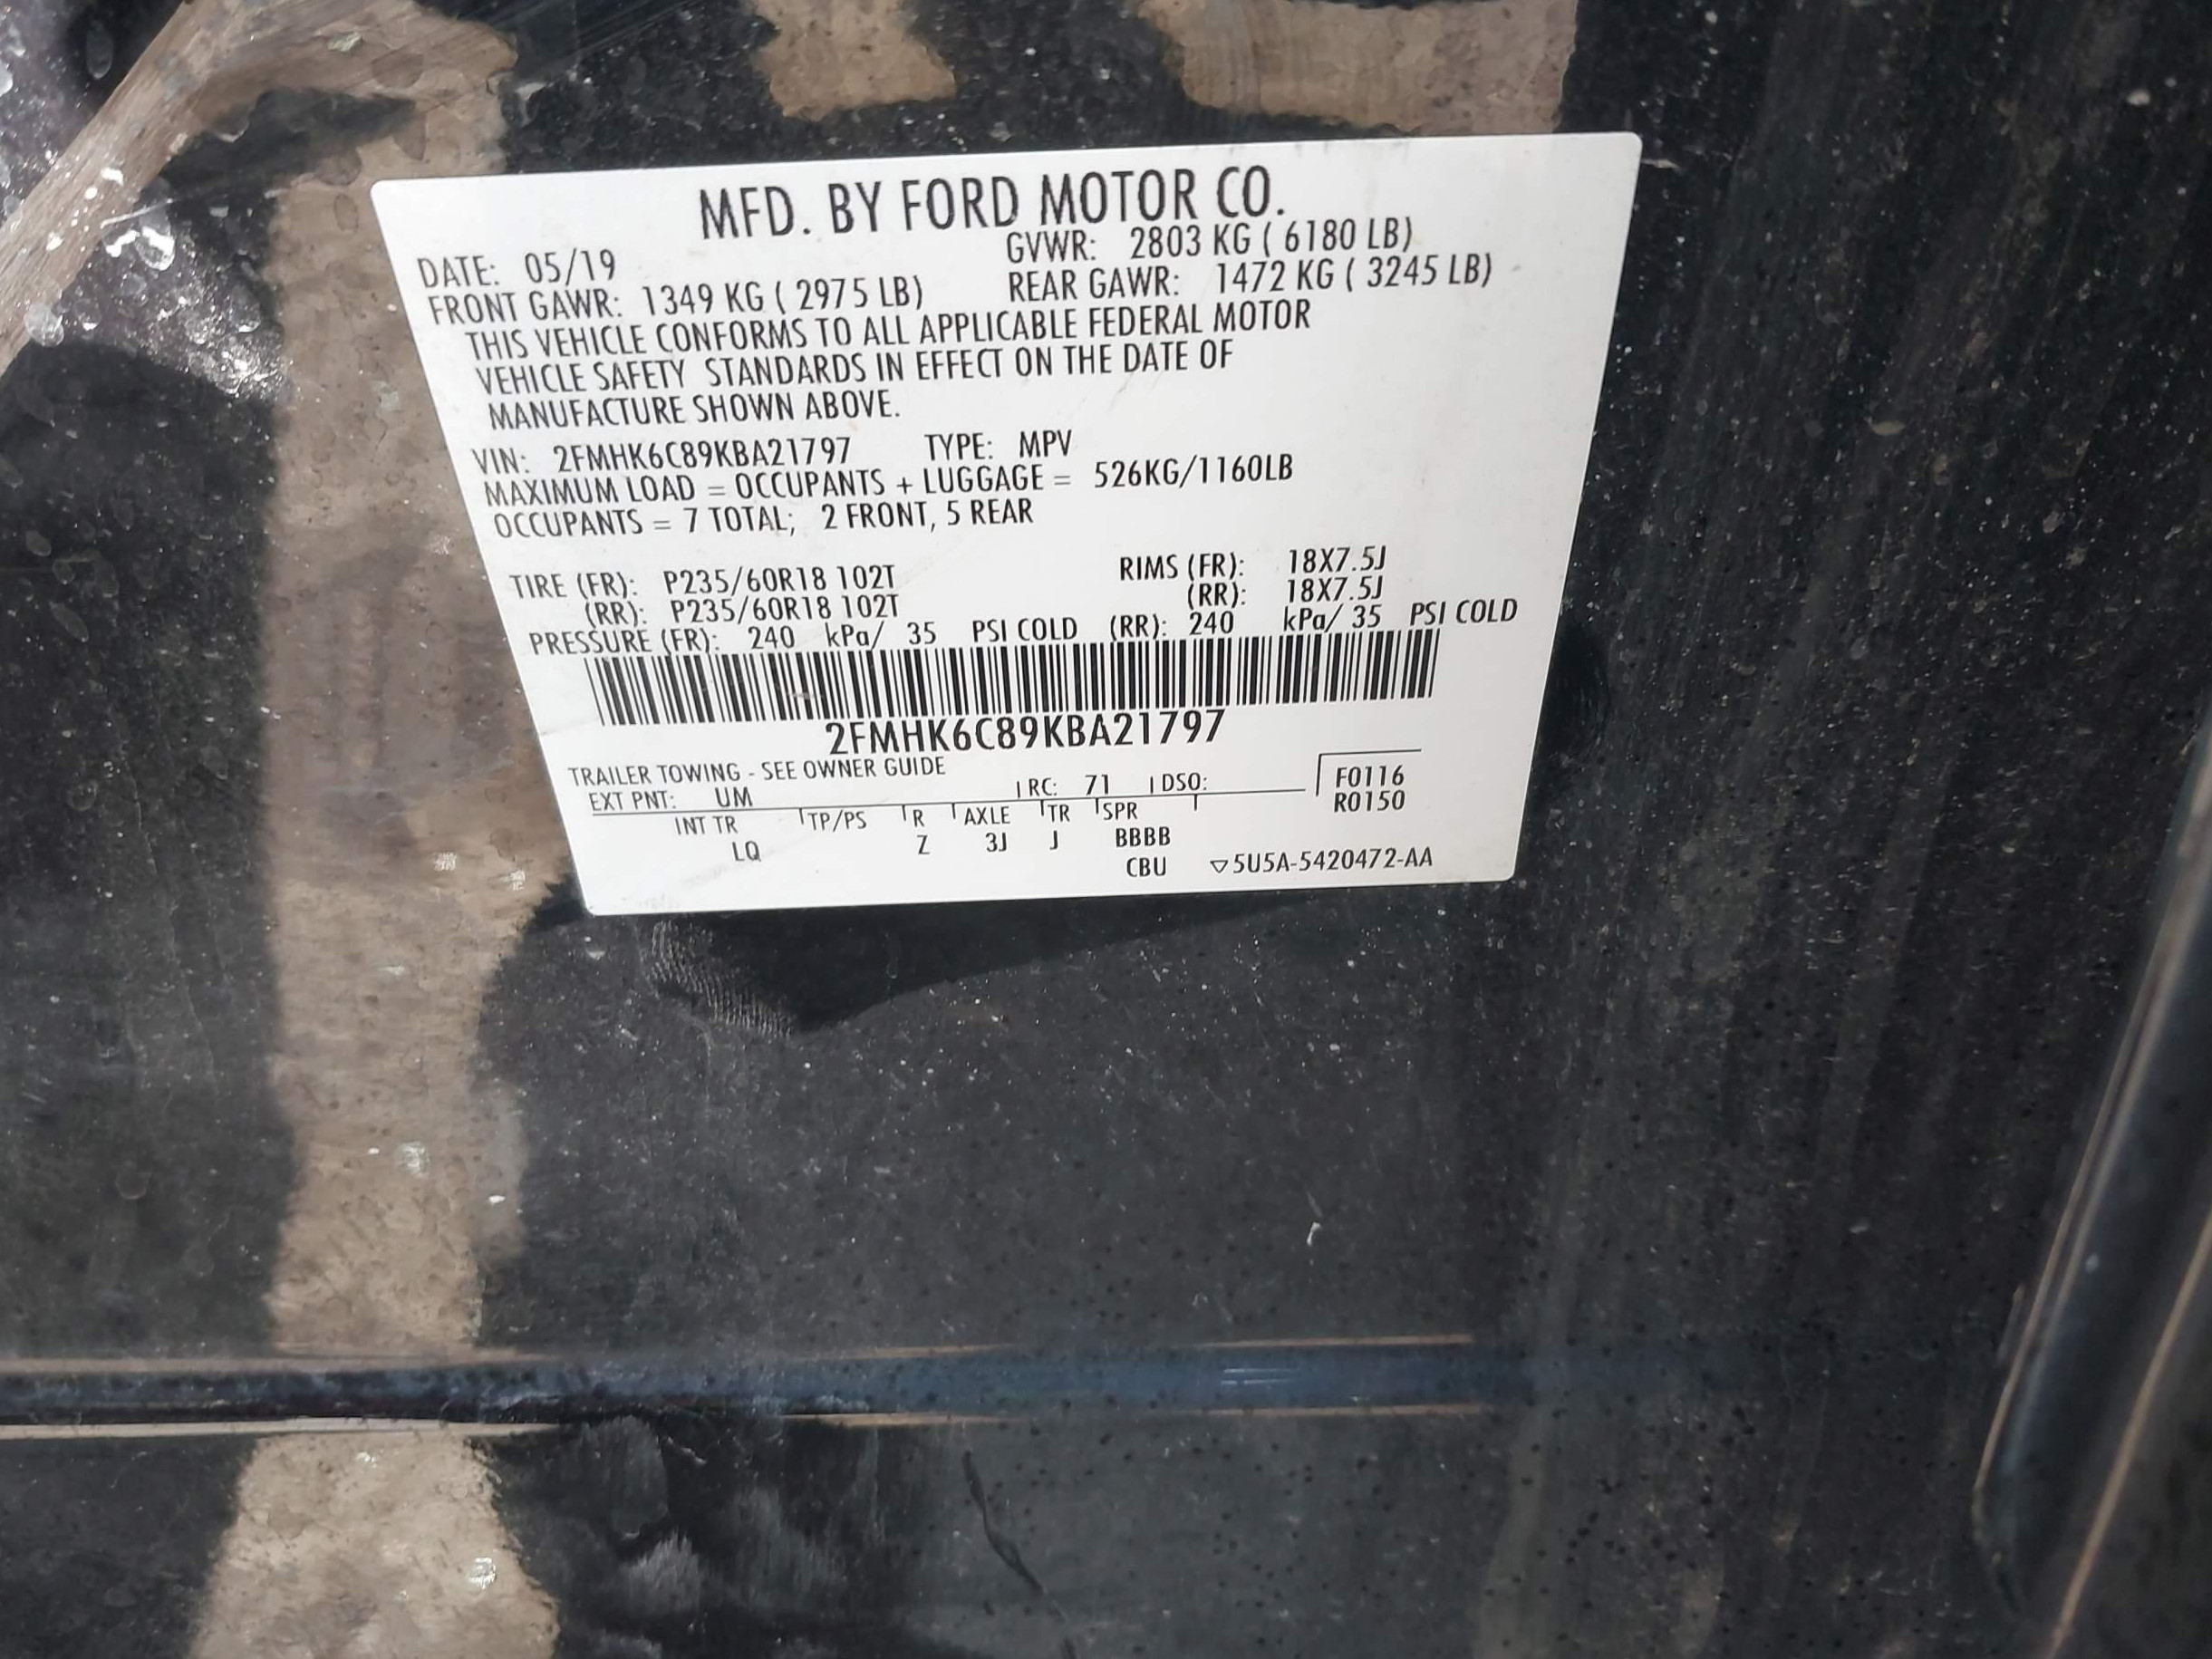 MFD. BY FORD MOTOR CO.
DATE: 05/19 GVWR: 2803 KG ( 6180 LB)
FRONT GAWR: 1349 KG ( 2975 LB) REAR GAWR: 1472 KG ( 3245 LB)
THIS VEHICLE CONFORMS TO ALL APPLICABLE FEDERAL MOTOR
VEHICLE SAFETY STANDARDS IN EFFECT ON THE DATE OF
MANUFACTURE SHOWN ABOVE.
VIN: 2FMHK6C89KBA21797 TYPE: MPV
MAXIMUM LOAD = OCCUPANTS + LUGGAGE = 526KG/1160LB
OCCUPANTS = 7 TOTAL; 2 FRONT, 5 REAR
TIRE (FR): P235/60R18 102T RIMS (FR): 18X7.5J
(RR): P235/60R18 102T (RR): 18X7.5J
PRESSURE (FR): 240 kPa/ 35 PSI COLD (RR): 240 kPa/ 35 PSI COLD
2FMHK6C89KBA21797
TRAILER TOWING - SEE OWNER GUIDE
EXT PNT: UM RC: 71 DSO: F0116
INT TR TP/PS R AXLE TR SPR R0150
LQ Z 3J J BBBB
CBU ▽5U5A-5420472-AA